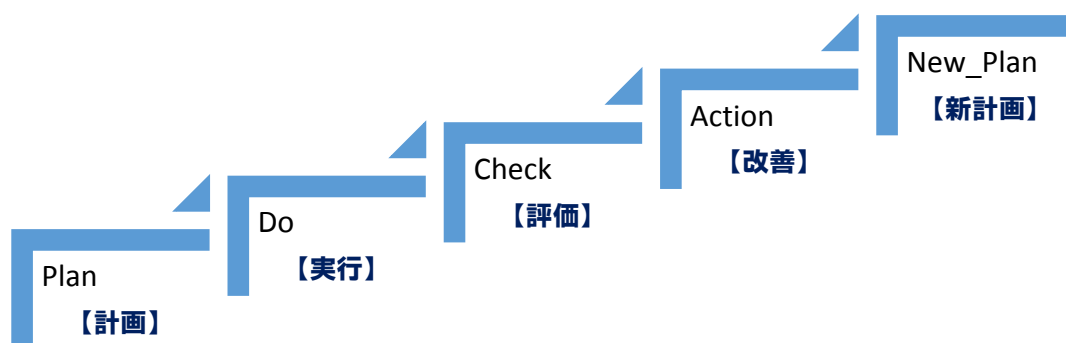 Plan
【計画】
Do
【実行】
Check
【評価】
Action
【改善】
New_Plan
【新計画】